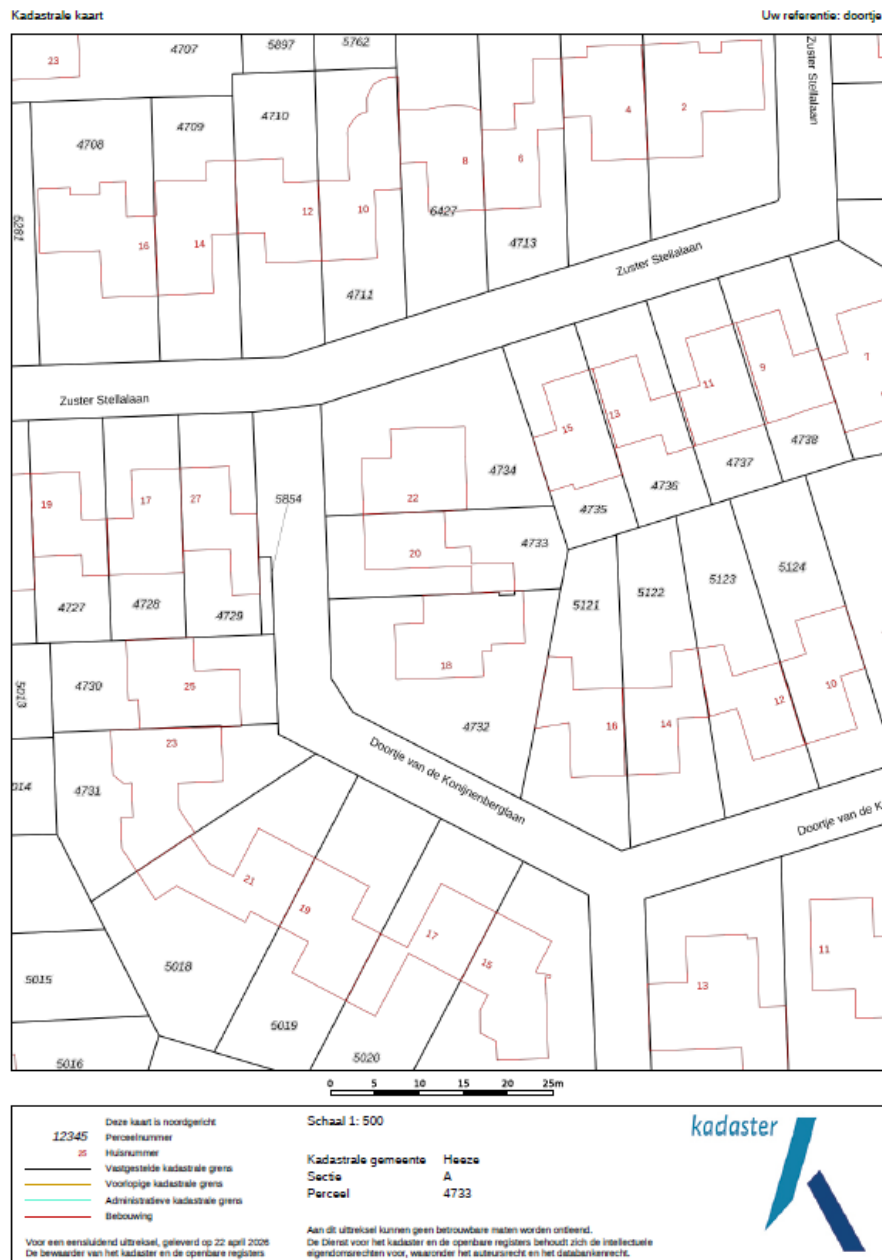 Kadastrale kaart
Uw referentie: doortje
23
4707
5897
5762
Zuster Stellalaan
4
2
4708
4709
4710
8
6
12
10
6427
5281
16
14
4713
Zuster Stellalaan
4711
Zuster Stellalaan
15
13
11
9
7
4734
4735
4736
4737
4738
22
19
17
27
5854
20
4733
4727
4728
4729
5121
5122
5123
5124
18
5013
4730
25
4732
16
14
12
10
23
Doortje van de Konijnenberglaan
014
4731
Doortje van de K
21
19
17
15
11
13
5015
5018
5019
5016
5020
0 5 10 15 20 25m
12345
25
Deze kaart is noordgericht
Perceelnummer
Huisnummer
Vastgestelde kadastrale grens
Voorlopige kadastrale grens
Administratieve kadastrale grens
Bebouwing
Voor een eensluidend uittreksel, geleverd op 22 april 2026
De bewaarder van het kadaster en de openbare registers
Schaal 1: 500
Kadastrale gemeente Heeze
Sectie A
Perceel 4733
Aan dit uittreksel kunnen geen betrouwbare maten worden ontleend.
De Dienst voor het kadaster en de openbare registers behoudt zich de intellectuele
eigendomsrechten voor, waaronder het auteursrecht en het databankenrecht.
kadaster